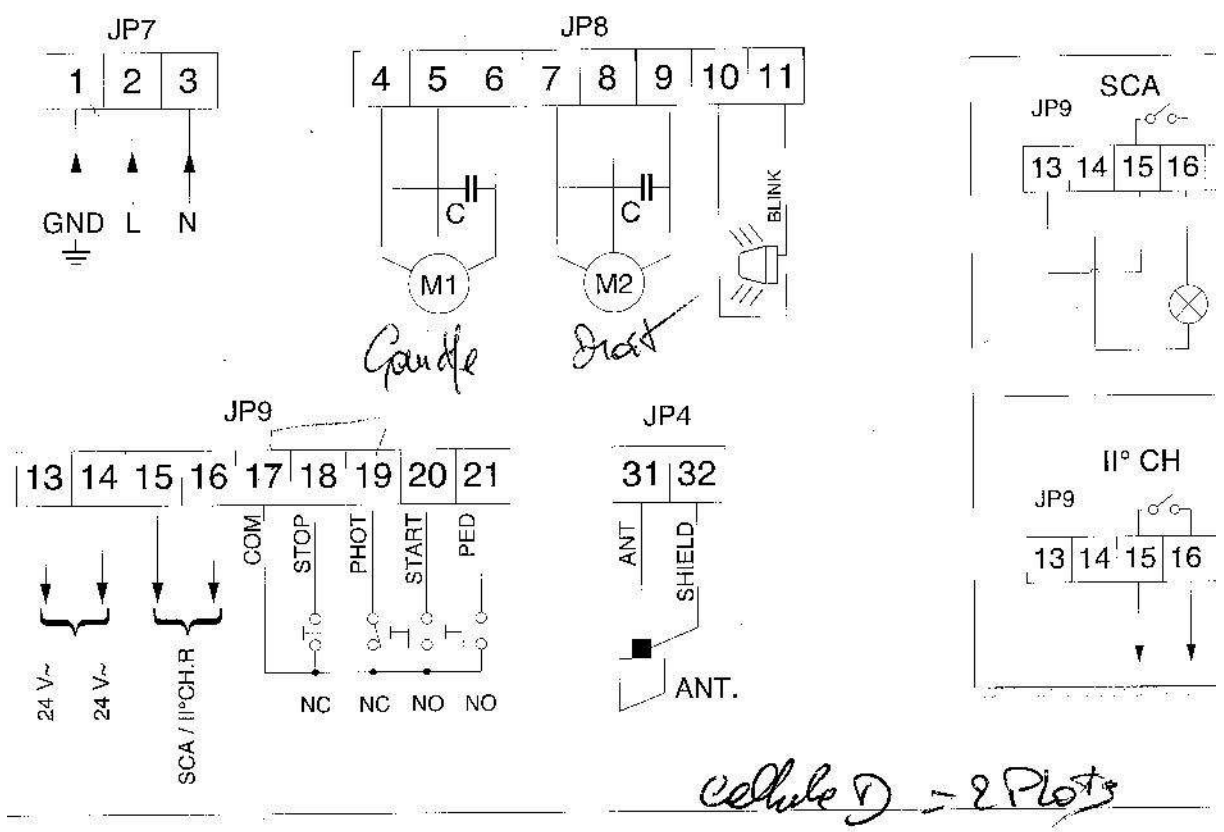 JP7
1 2 3
GND L N
JP8
4 5 6 7 8 9 10 11
C C BLINK
M1 M2
Gauche Droit
SCA
JP9
13 14 15 16
JP9
13 14 15 16 17 18 19 20 21
COM STOP PHOT START PED
24 V~ 24 V~ SCA / II°CH.R
NC NC NO NO
JP4
31 32
ANT SHIELD
ANT.
II° CH
JP9
13 14 15 16
cellule D = 2 Plots